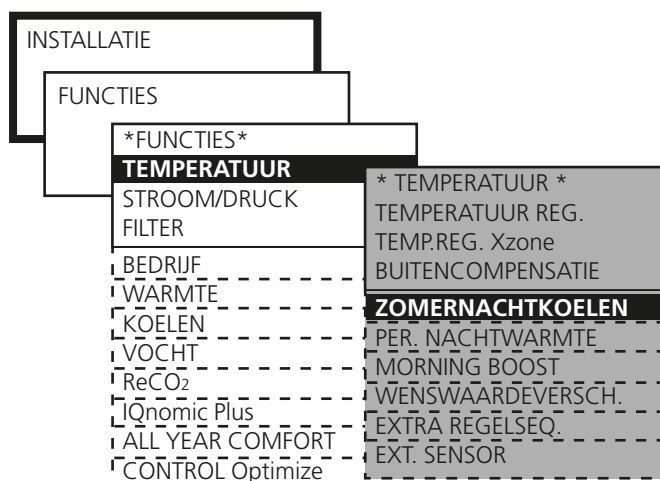 INSTALLATIE
FUNCTIES
*FUNCTIES*
TEMPERATUUR
STROOM/DRUCK
FILTER
BEDRIJF
WARMTE
KOELEN
VOCHT
ReCO2
IQnomic Plus
ALL YEAR COMFORT
CONTROL Optimize
* TEMPERATUUR *
TEMPERATUUR REG.
TEMP.REG. Xzone
BUITENCOMPENSATIE
ZOMERNACHTKOELEN
PER. NACHTWARMTE
MORNING BOOST
WENSWAARDEVERSCH.
EXTRA REGELSEQ.
EXT. SENSOR